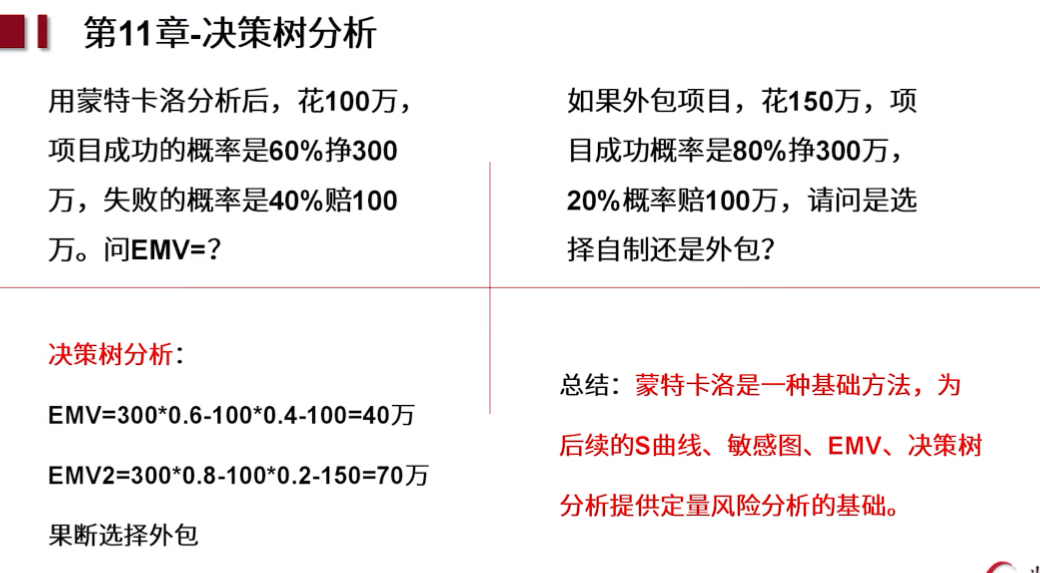 第11章-决策树分析
用蒙特卡洛分析后，花100万，
项目成功的概率是60%挣300
万，失败的概率是40%赔100
万。问EMV=？
如果外包项目，花150万，项
目成功概率是80%挣300万，
20%概率赔100万，请问是选
择自制还是外包？
决策树分析：
EMV=300*0.6-100*0.4-100=40万
EMV2=300*0.8-100*0.2-150=70万
果断选择外包
总结：蒙特卡洛是一种基础方法，为
后续的S曲线、敏感图、EMV、决策树
分析提供定量风险分析的基础。